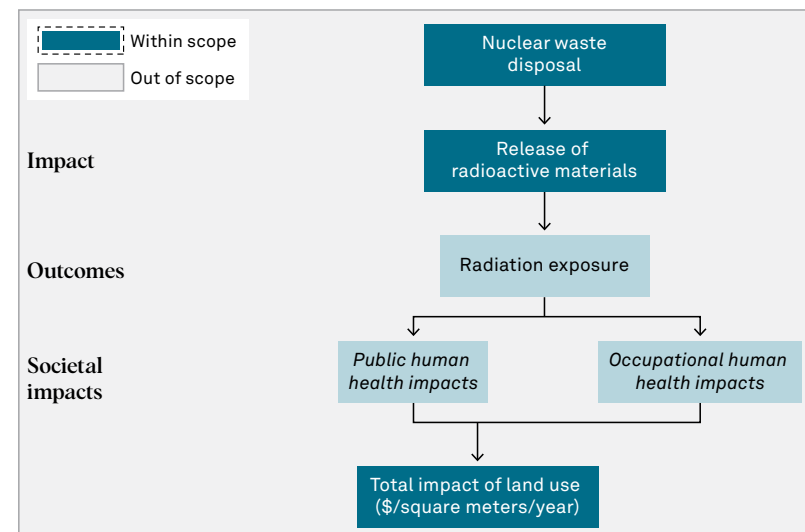 Within scope
Out of scope
Nuclear waste
disposal
Impact
Release of
radioactive materials
Outcomes
Radiation exposure
Societal
impacts
Public human
health impacts
Occupational human
health impacts
Total impact of land use
($/square meters/year)